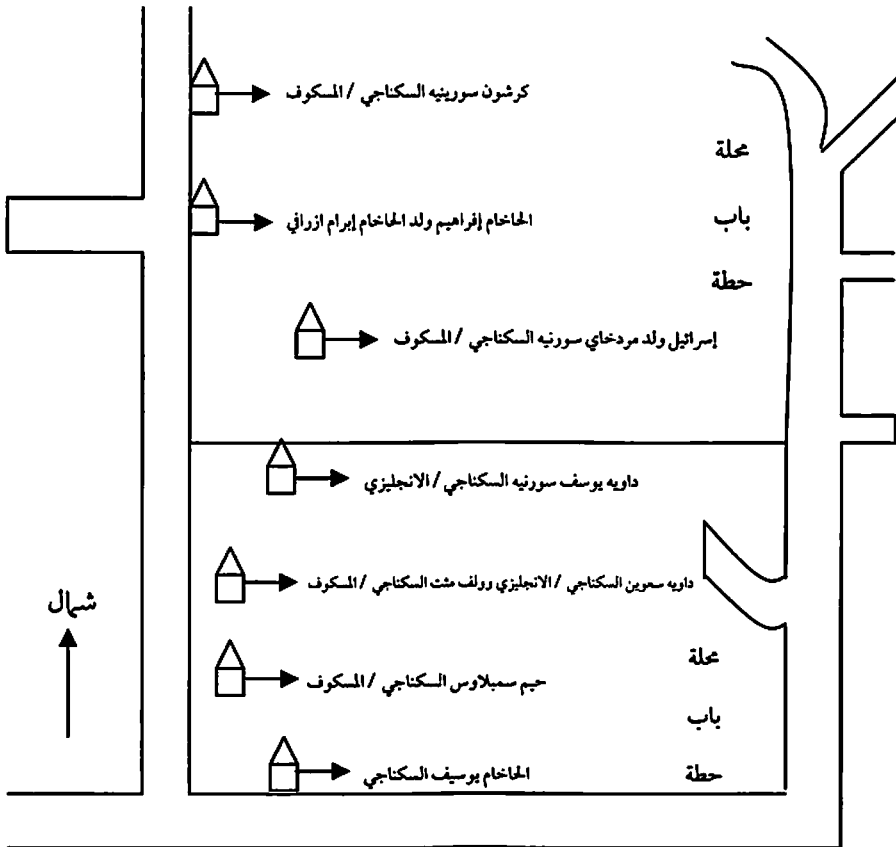 كرشون سورينيه السكناجي / المسكوف
محلة
باب
الحاخام إفراهيم ولد الحاخام إبرام ازراني
حطة
إسرائيل ولد مردخاي سورنيه السكناجي / المسكوف
داويه يوسف سورنيه السكناجي / الانجليزي
داويه سعوين السكناجي / الانجليزي وولف مثت السكناجي / المسكوف
شمال
محلة
حيم سمبلاوس السكناجي / المسكوف
باب
الحاخام يوسيف السكناجي
حطة